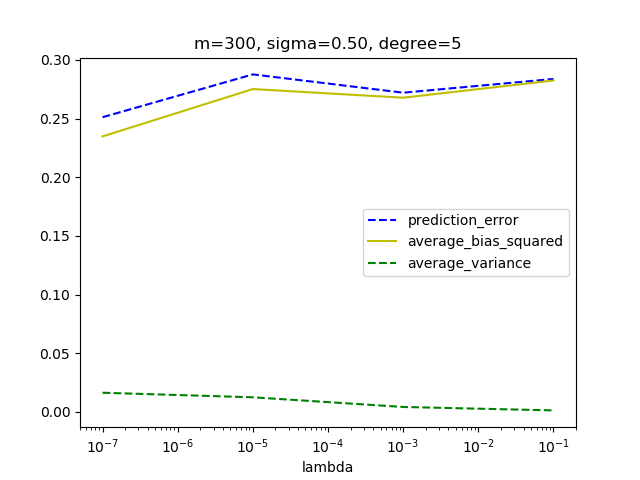 m=300, sigma=0.50, degree=5
0.30
0.25
0.20
0.15
0.10
0.05
0.00
prediction_error
average_bias_squared
average_variance
10⁻⁷ 10⁻⁶ 10⁻⁵ 10⁻⁴ 10⁻³ 10⁻² 10⁻¹
lambda